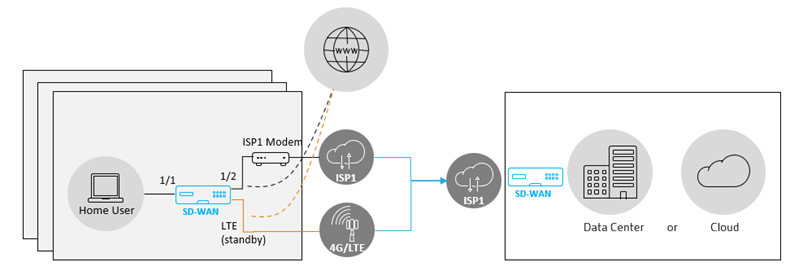 WWW
ISP1 Modem
1/1
1/2
ISP1
Home User
SD-WAN
LTE
(standby)
4G/LTE
ISP1
SD-WAN
Data Center or Cloud